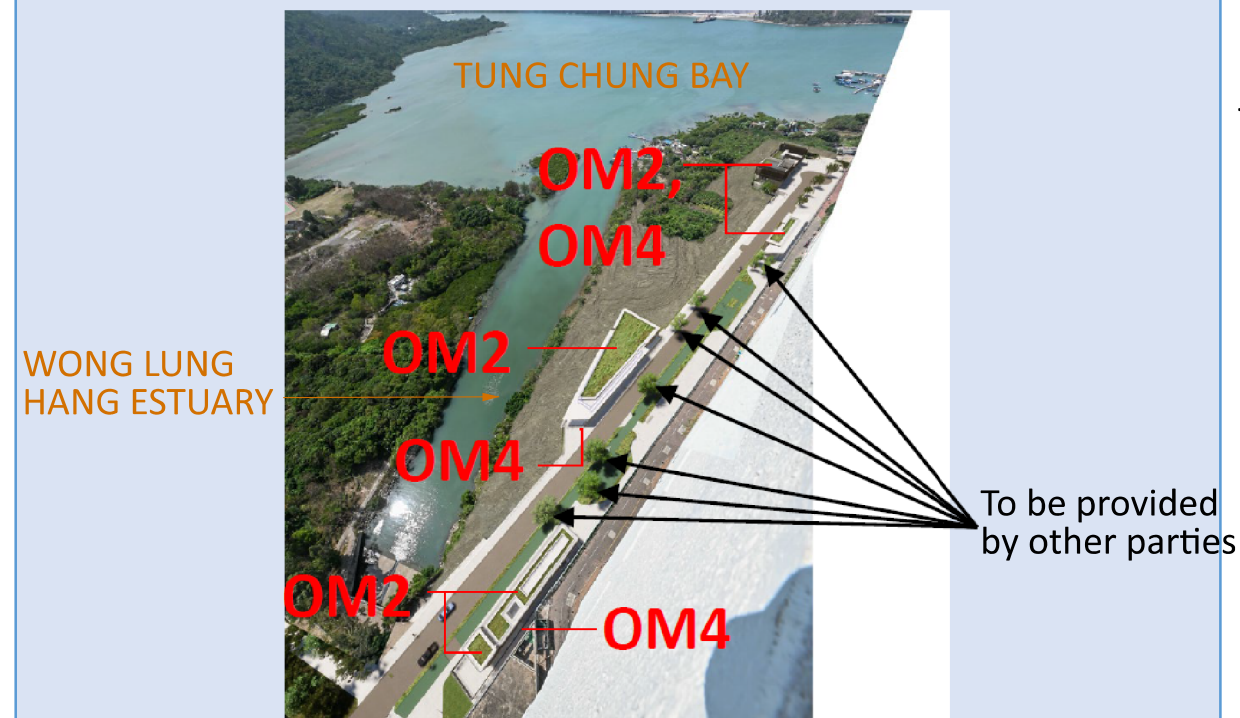 TUNG CHUNG BAY
OM2,
OM4
OM2
WONG LUNG
HANG ESTUARY
OM4
To be provided
by other parties
OM2
OM4